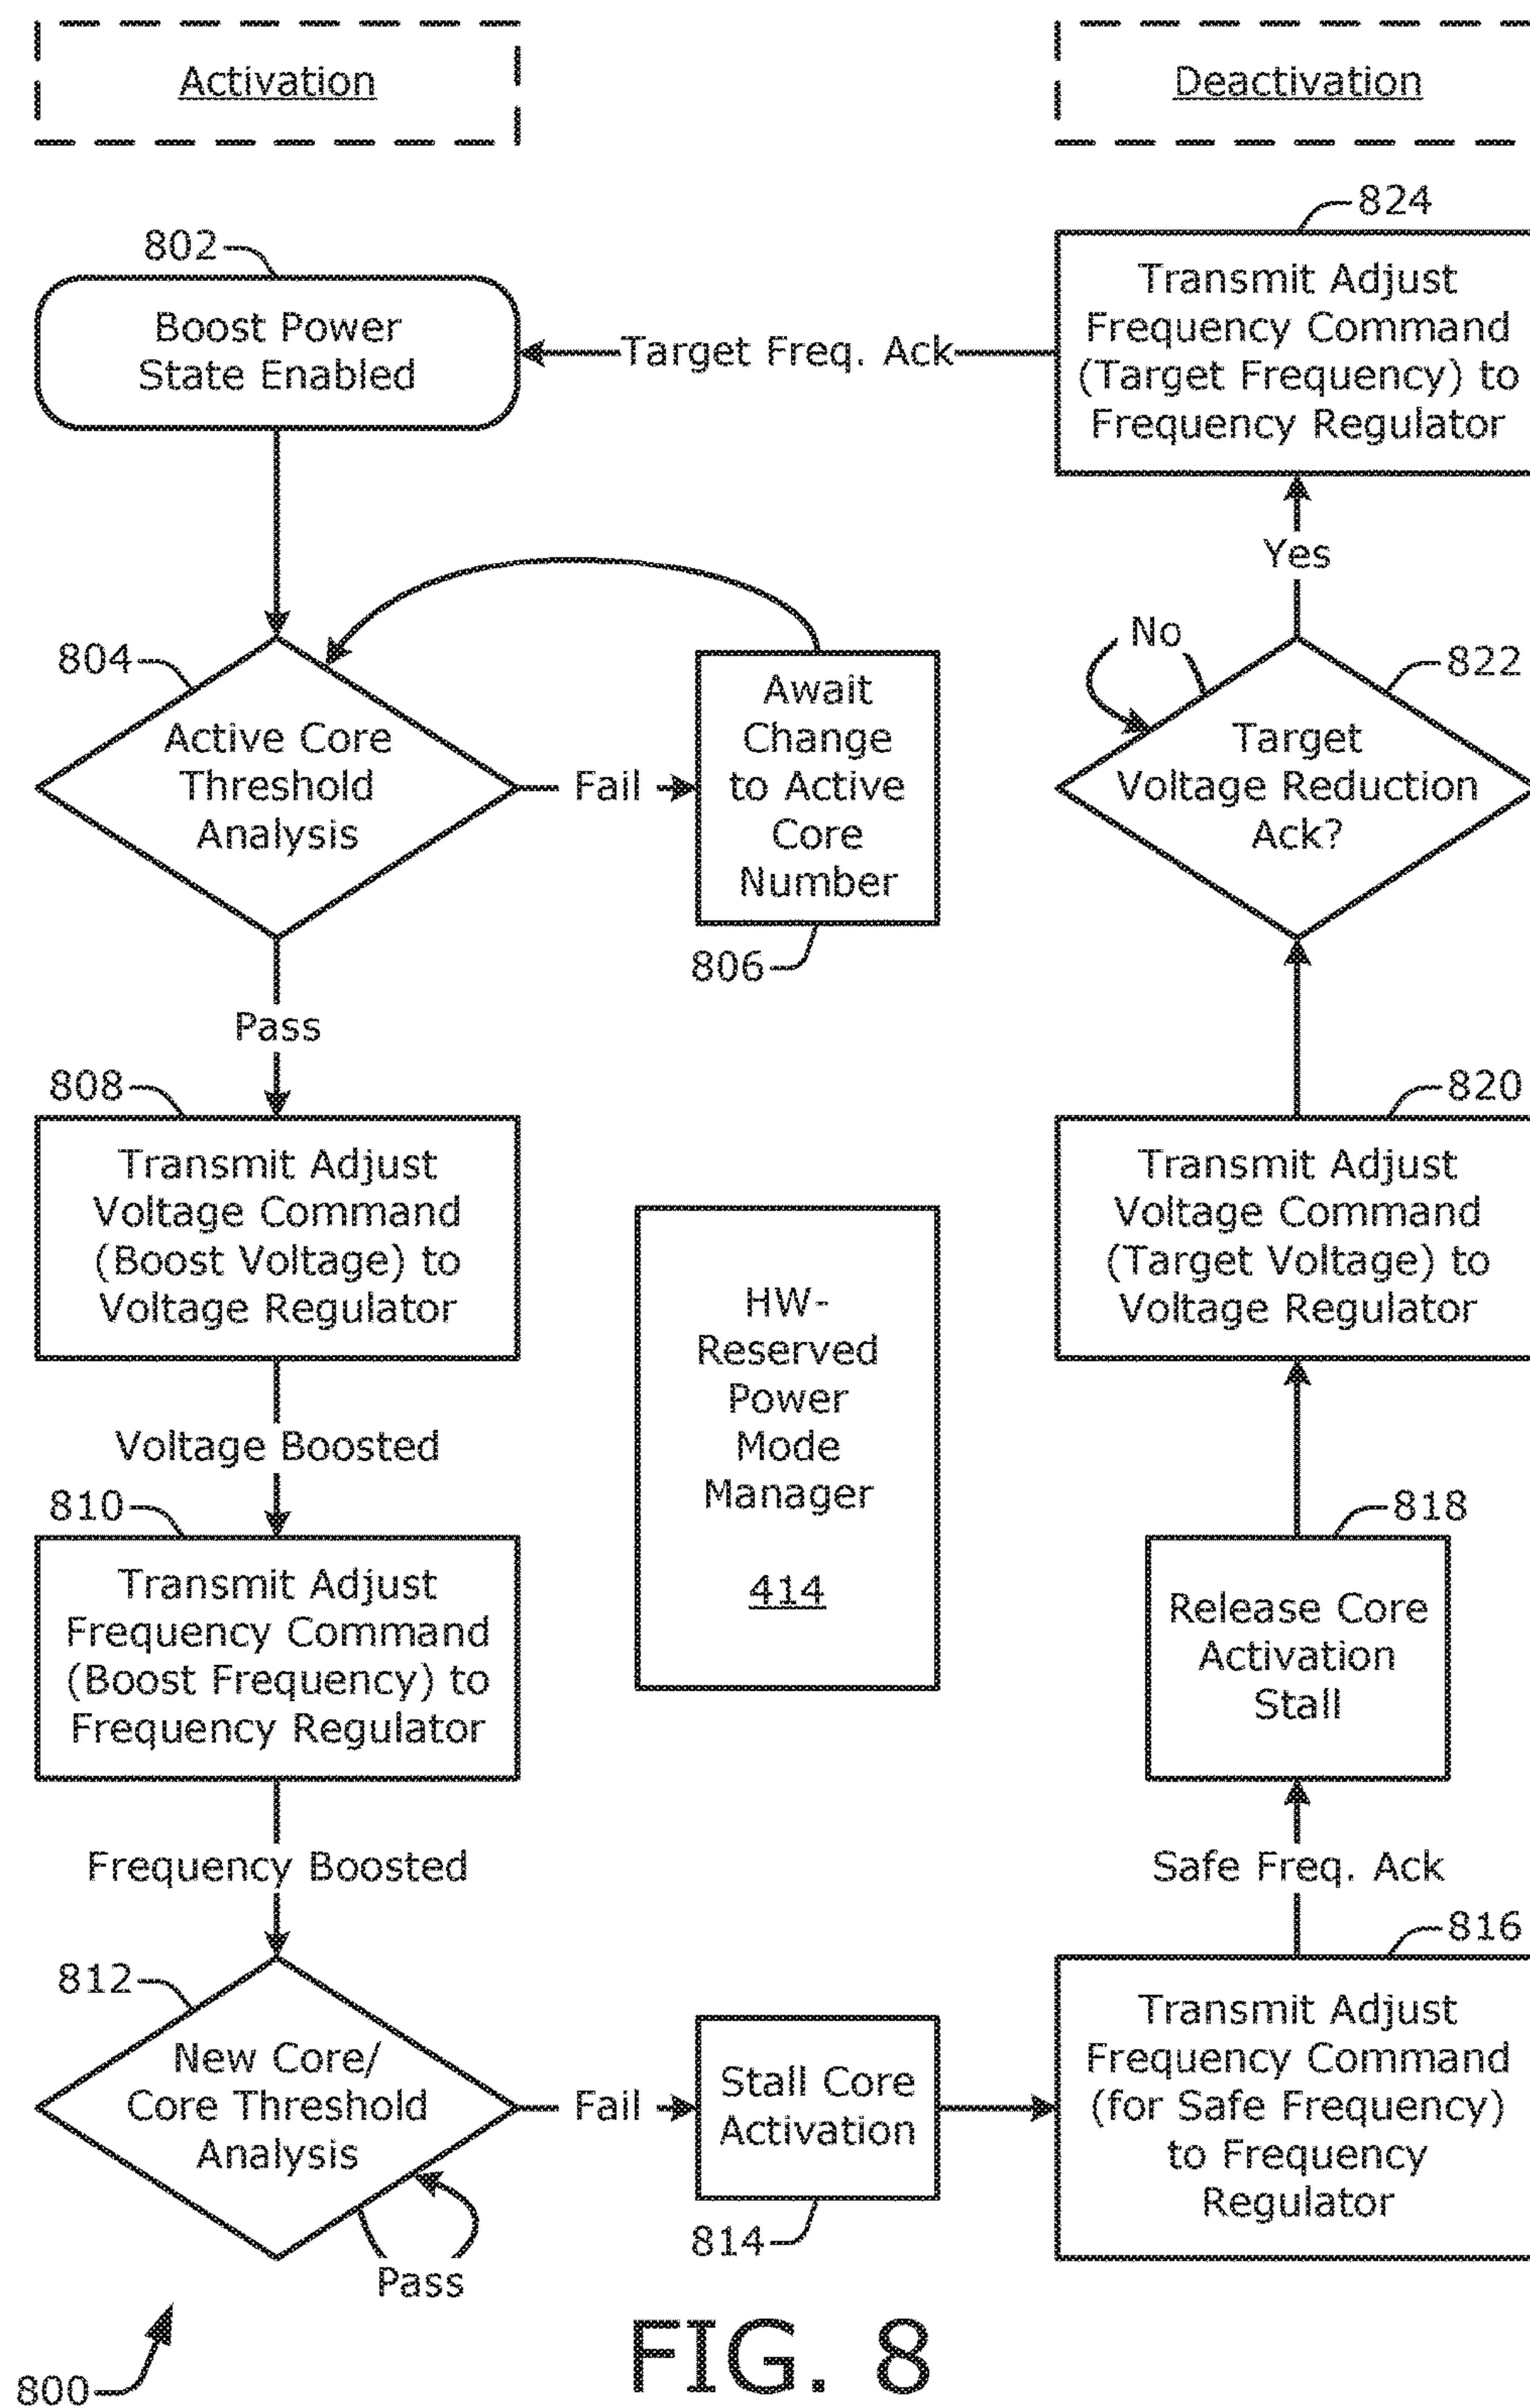 Activation
Deactivation
824
Transmit Adjust
Frequency Command
(Target Frequency) to
Frequency Regulator
802
Boost Power
State Enabled
Target Freq. Ack
Yes
804
Active Core
Threshold
Analysis
Fail
Await
Change
to Active
Core
Number
806
No
822
Target
Voltage Reduction
Ack?
Pass
808
Transmit Adjust
Voltage Command
(Boost Voltage) to
Voltage Regulator
820
Transmit Adjust
Voltage Command
(Target Voltage) to
Voltage Regulator
HW-
Reserved
Power
Mode
Manager
414
Voltage Boosted
810
Transmit Adjust
Frequency Command
(Boost Frequency) to
Frequency Regulator
818
Release Core
Activation
Stall
Frequency Boosted
Safe Freq. Ack
812
New Core/
Core Threshold
Analysis
Fail
Pass
Stall Core
Activation
814
816
Transmit Adjust
Frequency Command
(for Safe Frequency)
to Frequency
Regulator
800
FIG. 8